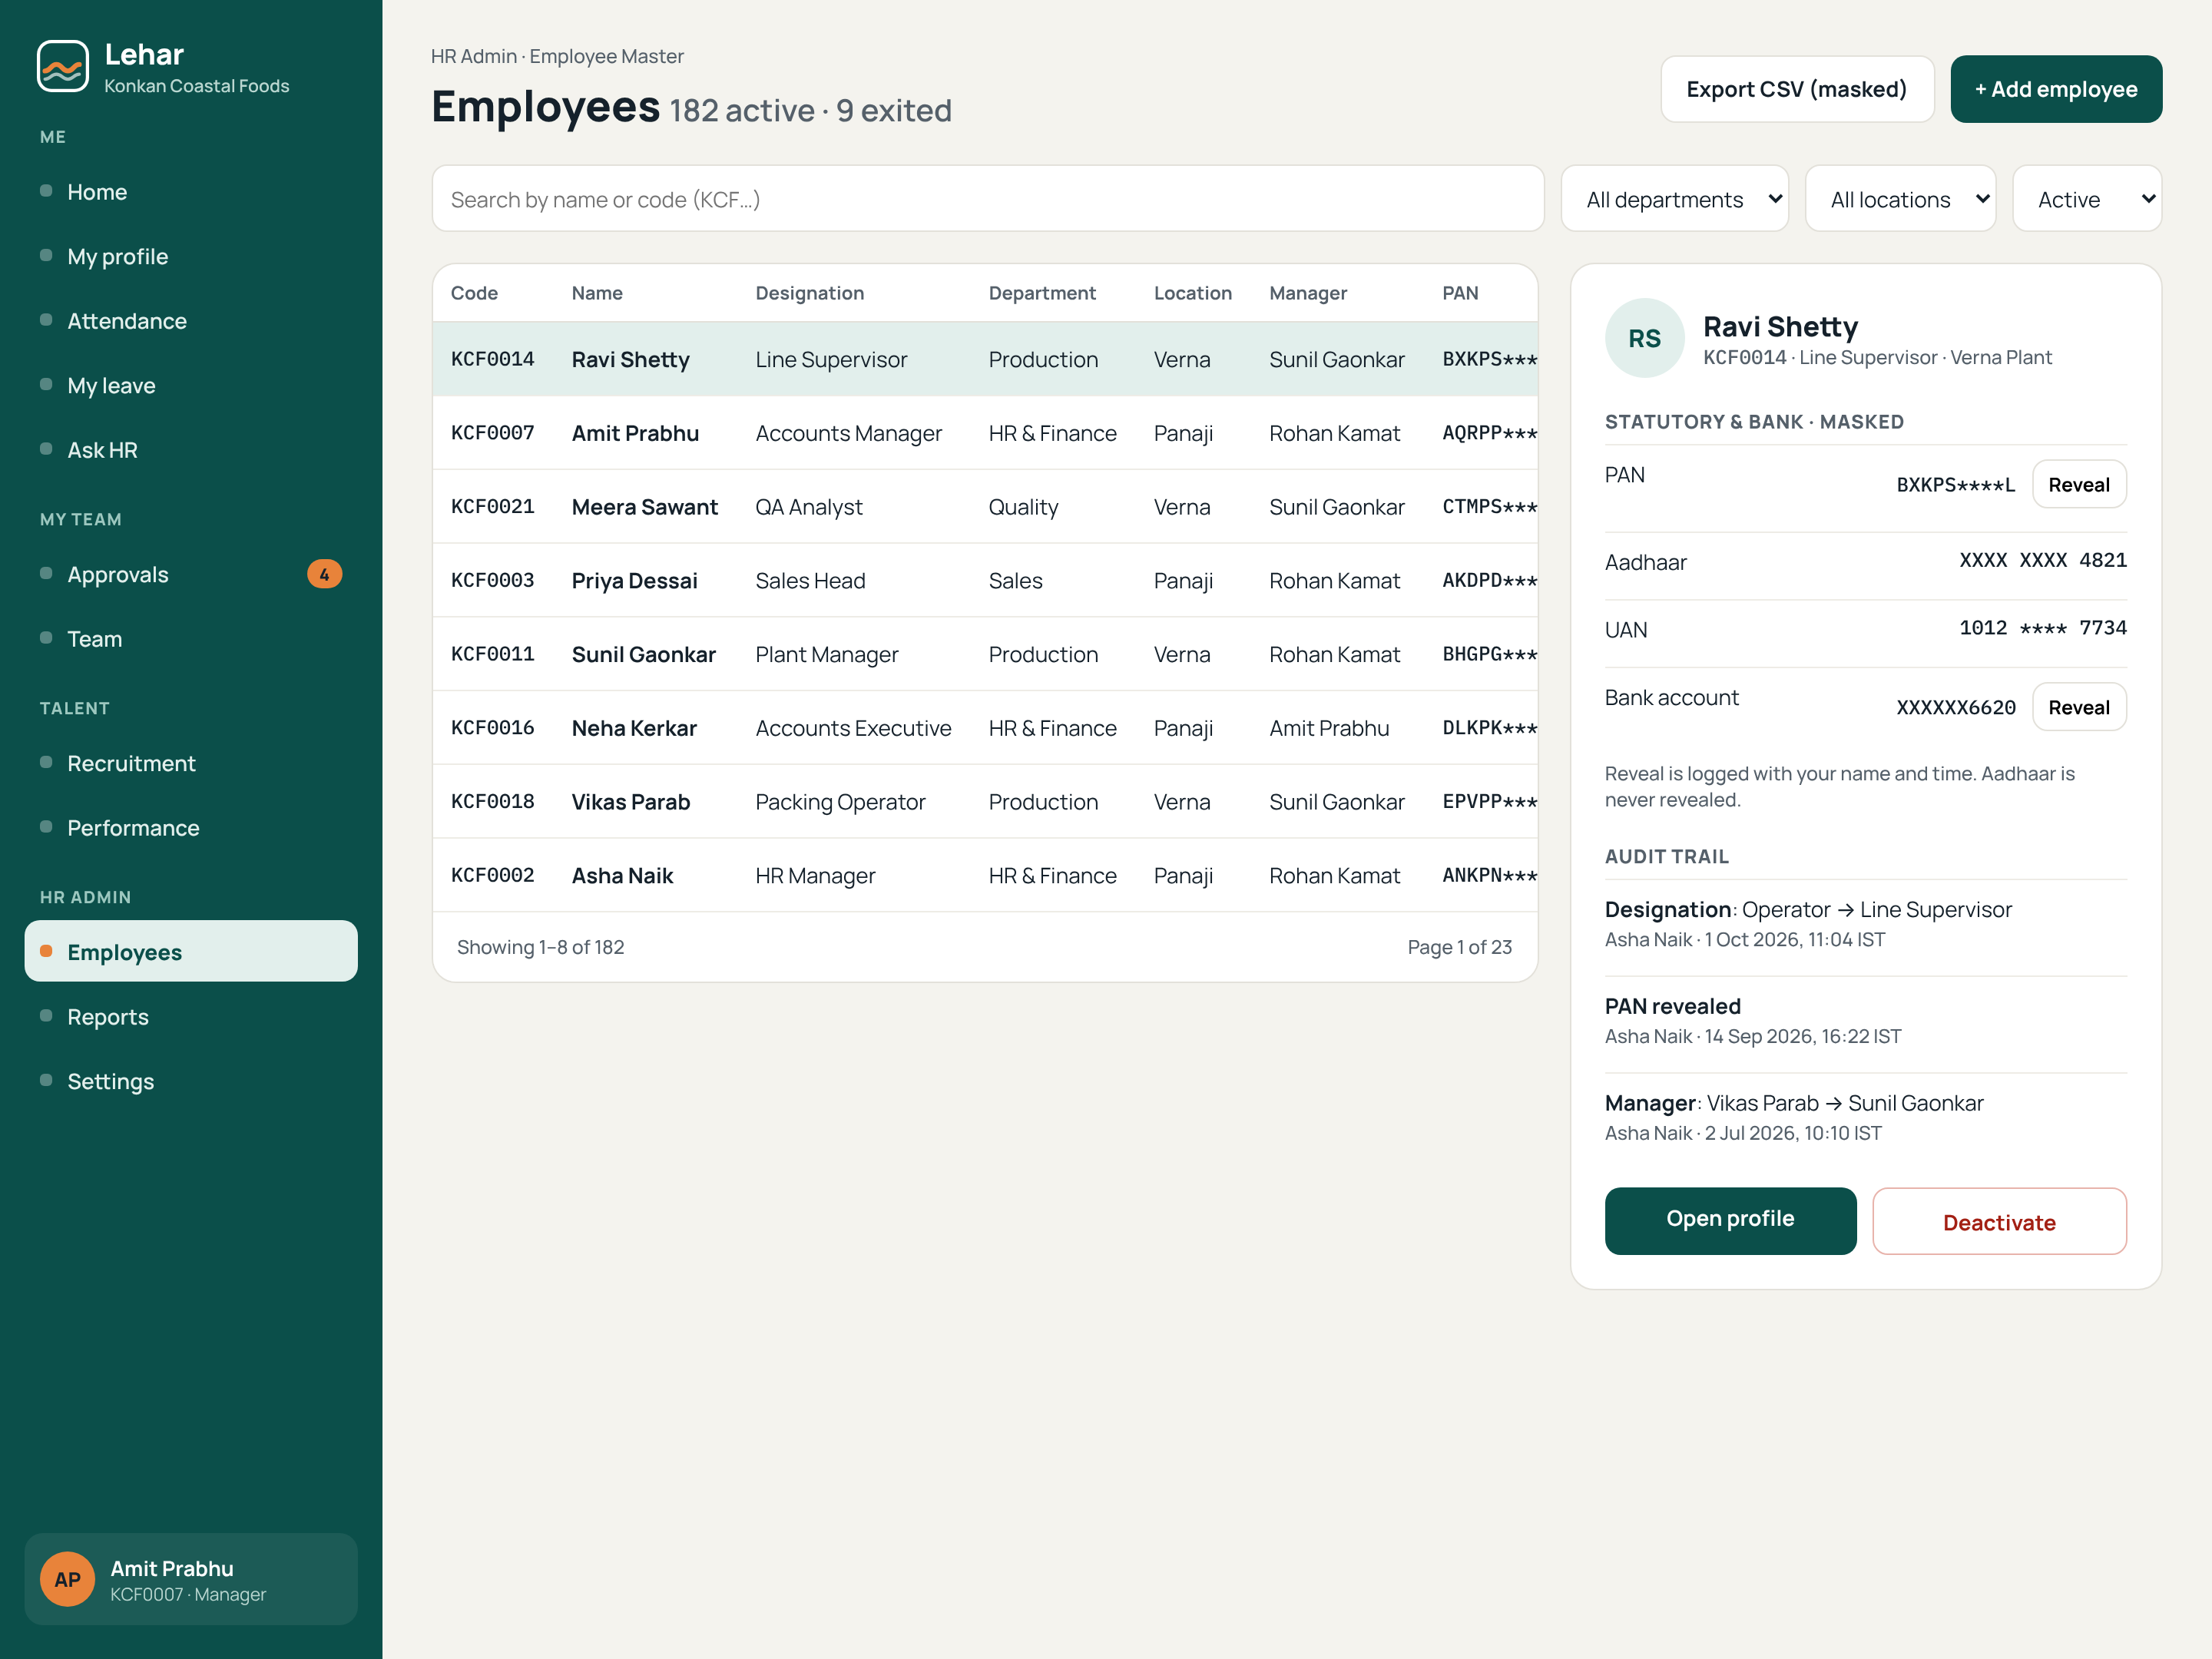 Lehar
Konkan Coastal Foods
ME
Home
My profile
Attendance
My leave
Ask HR
MY TEAM
Approvals 4
Team
TALENT
Recruitment
Performance
HR ADMIN
Employees
Reports
Settings
AP
Amit Prabhu
KCF0007 · Manager
HR Admin · Employee Master
Employees 182 active · 9 exited
Export CSV (masked)
+ Add employee
Search by name or code (KCF…)
All departments
All locations
Active
Code Name Designation Department Location Manager PAN
KCF0014 Ravi Shetty Line Supervisor Production Verna Sunil Gaonkar BXKPS***
KCF0007 Amit Prabhu Accounts Manager HR & Finance Panaji Rohan Kamat AQRPP***
KCF0021 Meera Sawant QA Analyst Quality Verna Sunil Gaonkar CTMPS***
KCF0003 Priya Dessai Sales Head Sales Panaji Rohan Kamat AKDPD***
KCF0011 Sunil Gaonkar Plant Manager Production Verna Rohan Kamat BHGPG***
KCF0016 Neha Kerkar Accounts Executive HR & Finance Panaji Amit Prabhu DLKPK***
KCF0018 Vikas Parab Packing Operator Production Verna Sunil Gaonkar EPVPP***
KCF0002 Asha Naik HR Manager HR & Finance Panaji Rohan Kamat ANKPN***
Showing 1–8 of 182
Page 1 of 23
RS
Ravi Shetty
KCF0014 · Line Supervisor · Verna Plant
STATUTORY & BANK · MASKED
PAN BXKPS****L Reveal
Aadhaar XXXX XXXX 4821
UAN 1012 **** 7734
Bank account XXXXXX6620 Reveal
Reveal is logged with your name and time. Aadhaar is
never revealed.
AUDIT TRAIL
Designation: Operator → Line Supervisor
Asha Naik · 1 Oct 2026, 11:04 IST
PAN revealed
Asha Naik · 14 Sep 2026, 16:22 IST
Manager: Vikas Parab → Sunil Gaonkar
Asha Naik · 2 Jul 2026, 10:10 IST
Open profile
Deactivate